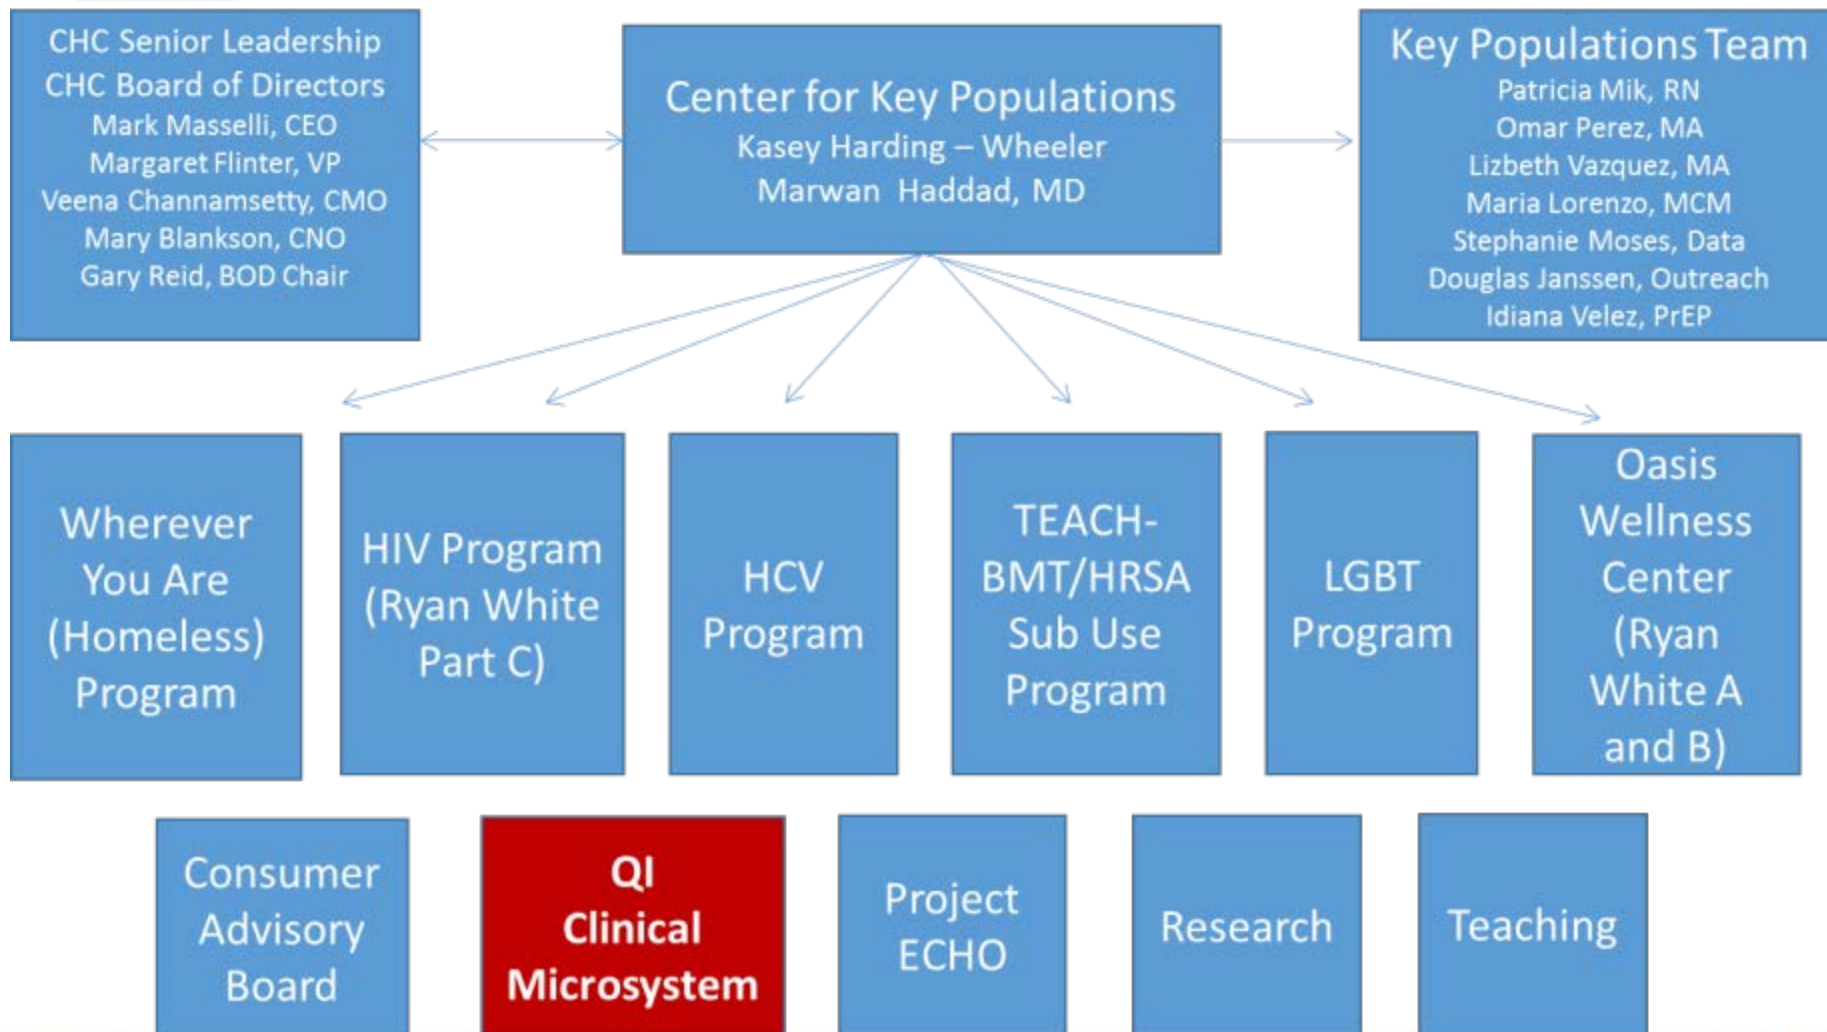 CHC Senior Leadership
CHC Board of Directors
Mark Masselli, CEO
Margaret Flinter, VP
Veena Channamsetty, CMO
Mary Blankson, CNO
Gary Reid, BOD Chair
Center for Key Populations
Kasey Harding – Wheeler
Marwan Haddad, MD
Key Populations Team
Patricia Mik, RN
Omar Perez, MA
Lizbeth Vazquez, MA
Maria Lorenzo, MCM
Stephanie Moses, Data
Douglas Janssen, Outreach
Idiana Velez, PrEP
Wherever
You Are
(Homeless)
Program
HIV Program
(Ryan White
Part C)
HCV
Program
TEACH-
BMT/HRSA
Sub Use
Program
LGBT
Program
Oasis
Wellness
Center
(Ryan
White A
and B)
Consumer
Advisory
Board
QI
Clinical
Microsystem
Project
ECHO
Research
Teaching